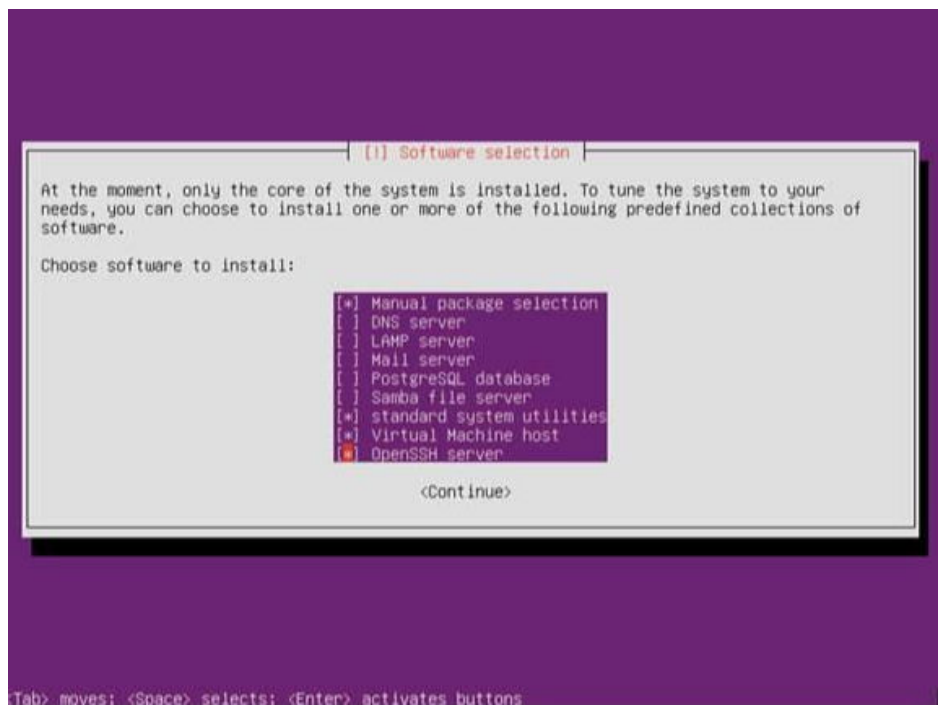 [!] Software selection
At the moment, only the core of the system is installed. To tune the system to your
needs, you can choose to install one or more of the following predefined collections of
software.
Choose software to install:
[*] Manual package selection
[ ] DNS server
[ ] LAMP server
[ ] Mail server
[ ] PostgreSQL database
[ ] Samba file server
[*] standard system utilities
[*] Virtual Machine host
[*] OpenSSH server
<Continue>
<Tab> moves; <Space> selects; <Enter> activates buttons